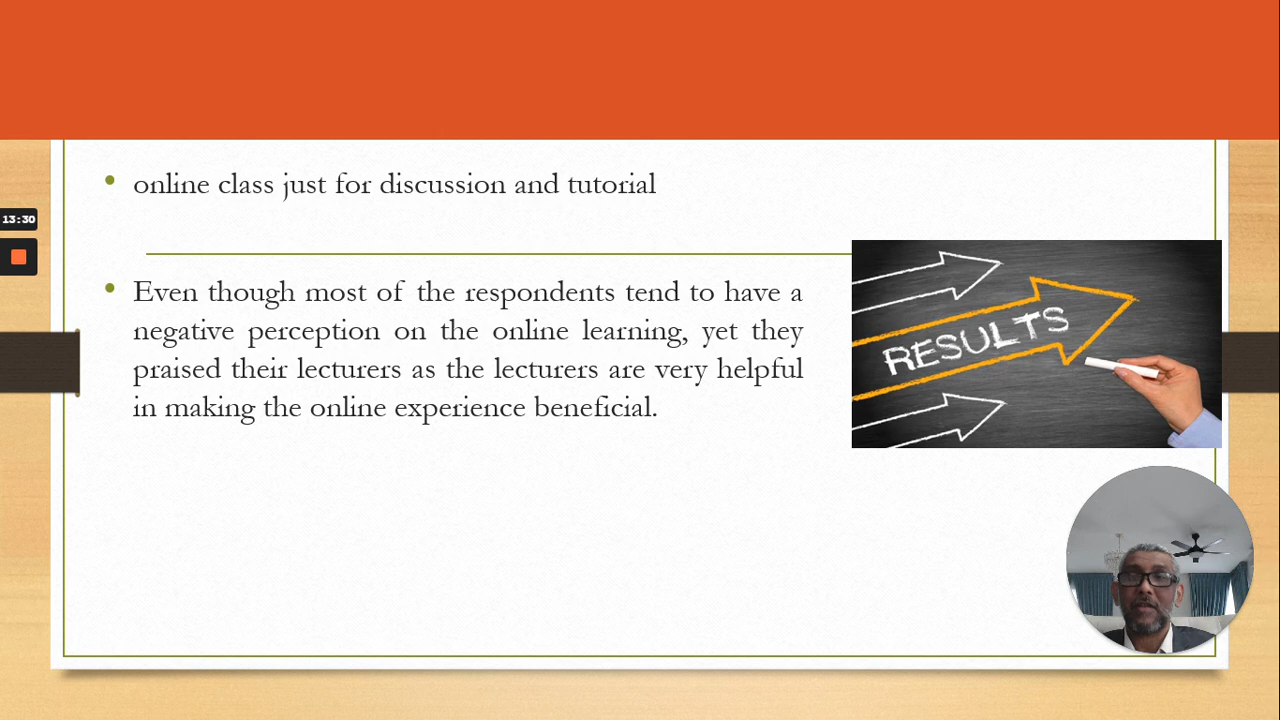 online class just for discussion and tutorial
13:30
Even though most of the respondents tend to have a
negative perception on the online learning, yet they
praised their lecturers as the lecturers are very helpful
in making the online experience beneficial.
RESULTS